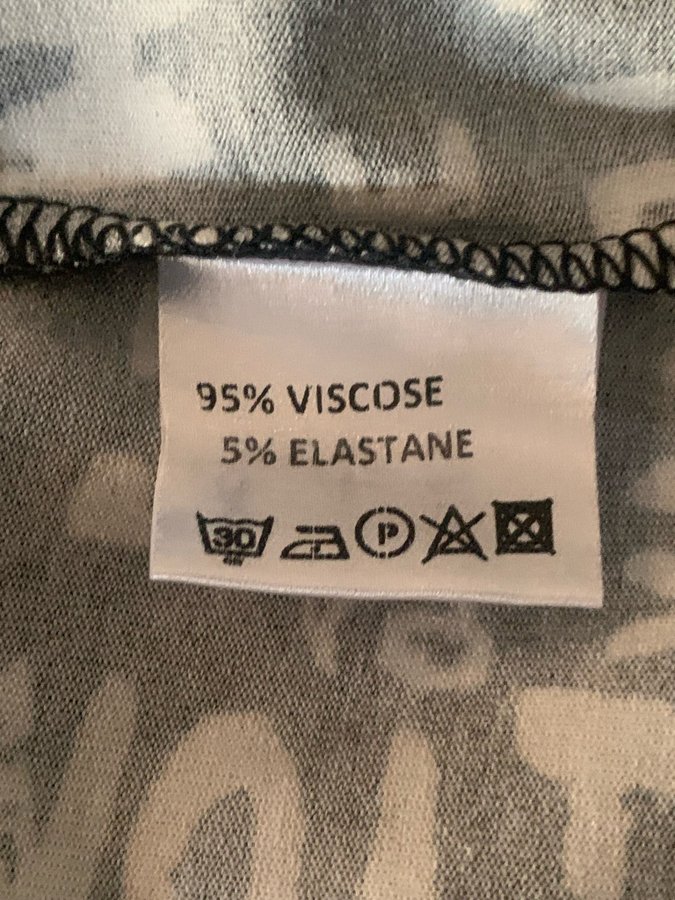 95% VISCOSE
5% ELASTANE
30 P